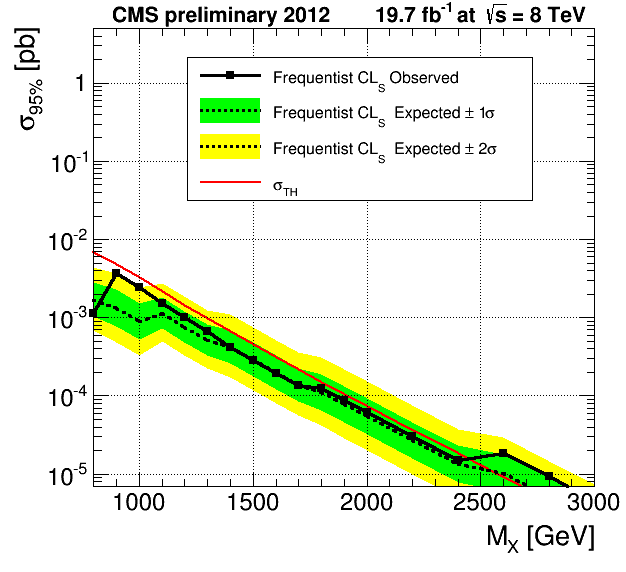 CMS preliminary 2012 19.7 fb⁻¹ at √s = 8 TeV
σ95% [pb]
Frequentist CLS Observed
Frequentist CLS Expected ± 1σ
Frequentist CLS Expected ± 2σ
σTH
1
10⁻¹
10⁻²
10⁻³
10⁻⁴
10⁻⁵
1000 1500 2000 2500 3000
MX [GeV]